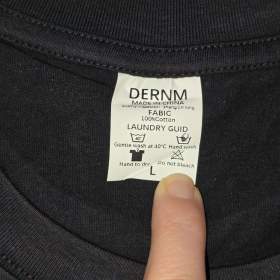 DERNM
MADE IN CHINA
FABIC
100%Cotton
LAUNDRY GUID
Gentle wash at 40°C Hand wash
Hand to dry Do not bleach
L